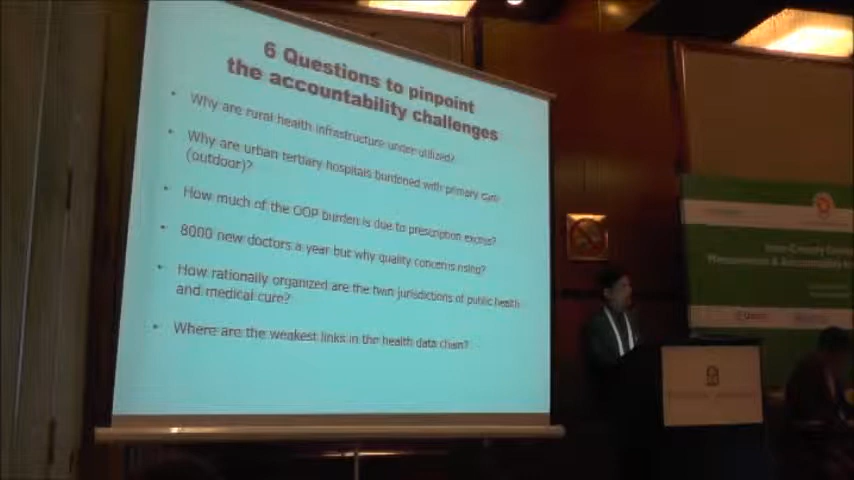 6 Questions to pinpoint
the accountability challenges
• Why are rural health infrastructure under utilized?
• Why are urban tertiary hospitals burdened with primary care
(outdoor)?
• How much of the OOP burden is due to prescription excess?
• 8000 new doctors a year but why quality concern is rising?
• How rationally organized are the twin jurisdictions of public health
and medical cure?
• Where are the weakest links in the health data chain?